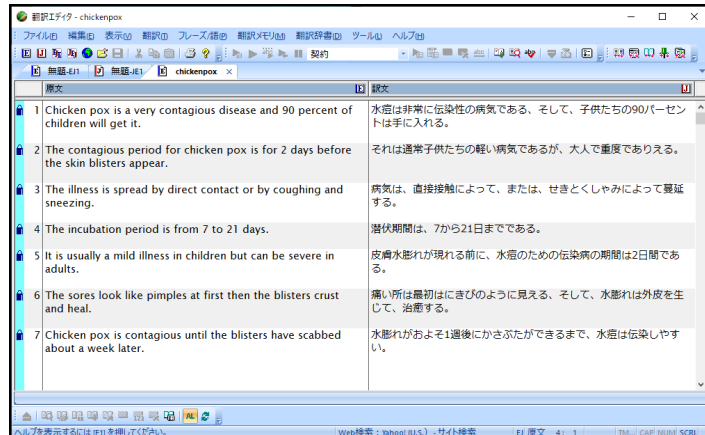 翻訳エディタ - chickenpox
ファイル(F) 編集(E) 表示(V) 翻訳(T) フレーズ/語(P) 翻訳メモリ(M) 翻訳辞書(D) ツール(L) ヘルプ(H)
契約
無題-EJ1 無題-JE1 chickenpox ×
原文 E 訳文 J
1 Chicken pox is a very contagious disease and 90 percent of
children will get it.
水痘は非常に伝染性の病気である、そして、子供たちの90パーセン
トは手に入れる。
2 The contagious period for chicken pox is for 2 days before
the skin blisters appear.
それは通常子供たちの軽い病気であるが、大人で重度でありえる。
3 The illness is spread by direct contact or by coughing and
sneezing.
病気は、直接接触によって、または、せきとくしゃみによって蔓延
する。
4 The incubation period is from 7 to 21 days.
潜伏期間は、7から21日までである。
5 It is usually a mild illness in children but can be severe in
adults.
皮膚水膨れが現れる前に、水痘のための伝染病の期間は2日間であ
る。
6 The sores look like pimples at first then the blisters crust
and heal.
痛い所は最初はにきびのように見える、そして、水膨れは外皮を生
じて、治癒する。
7 Chicken pox is contagious until the blisters have scabbed
about a week later.
水膨れがおよそ1週後にかさぶたができるまで、水痘は伝染しやす
い。
AL
ヘルプを表示するには [F1] を押してください。 Web検索 : Yahoo! (U.S.) , サイト検索 EJ 原文 4: 1 TM.. CAP NUM SCRL